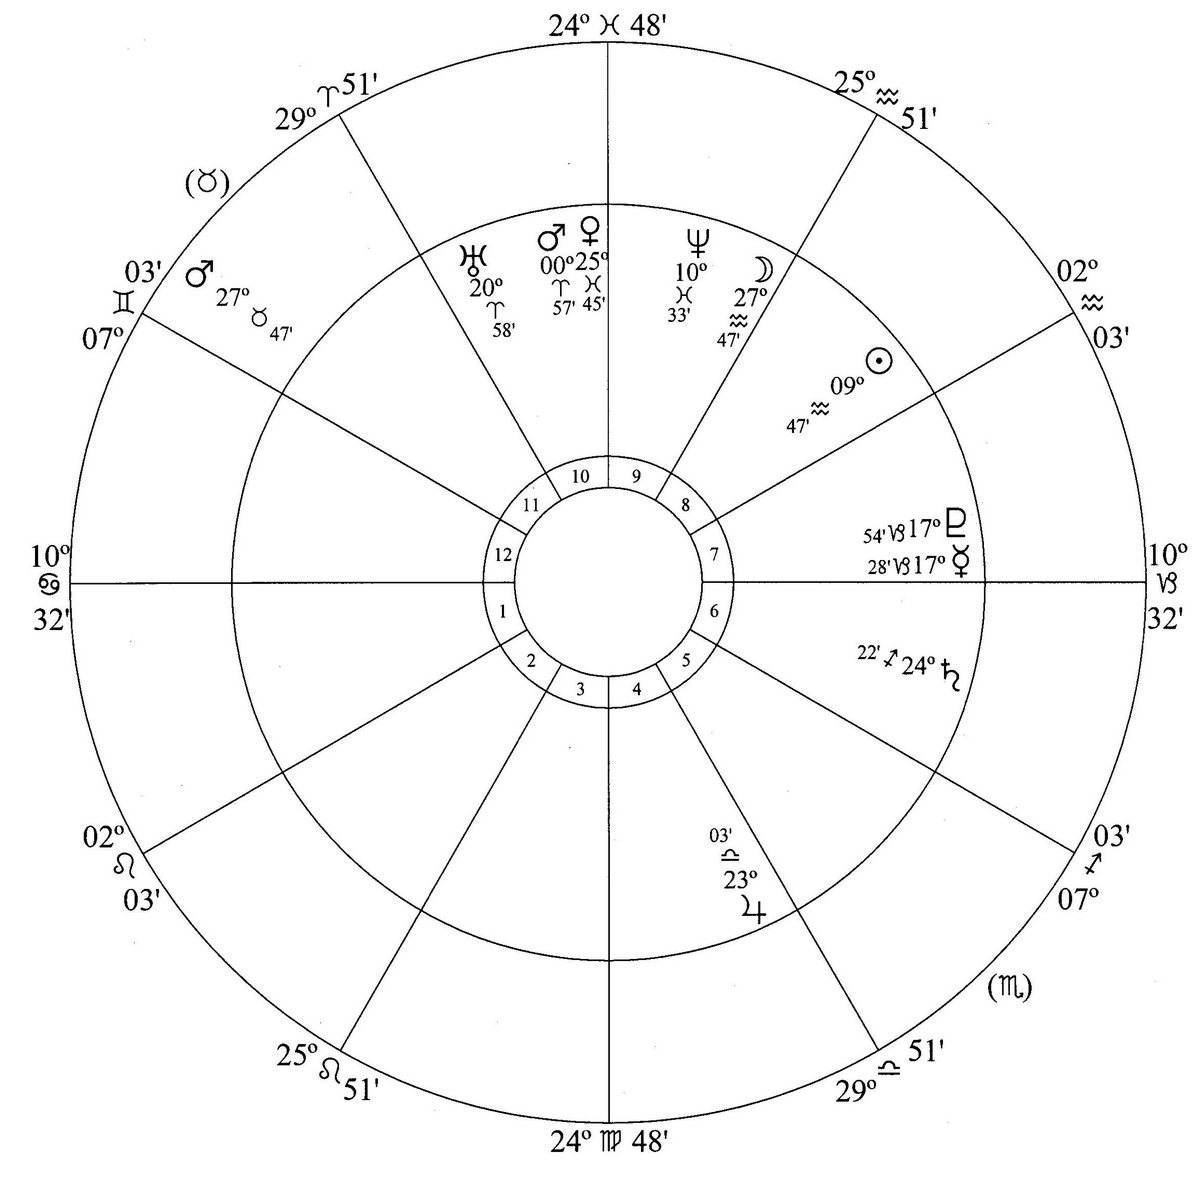 24º ♓ 48'
25º ♒ 51'
29º ♈ 51'
(♉)
02º ♒ 03'
03' ♊ 07º
♂ 27º ♉ 47'
♅ 20º ♈ 58'
♂ 00º ♈ 57'
♀ 25º ♓ 45'
♆ 10º ♓ 33'
☽ 27º ♒ 47'
☉ 09º ♒ 47'
54' ♑ 17º ♇
28' ♑ 17º ☿
22' ♐ 24º ♄
03' ♎ 23º ♃
10
9
11
8
12
7
1
6
2
5
3
4
10º ♋ 32'
10º ♑ 32'
02º ♌ 03'
03' ♐ 07º
(♏)
25º ♌ 51'
51' ♎ 29º
24º ♍ 48'